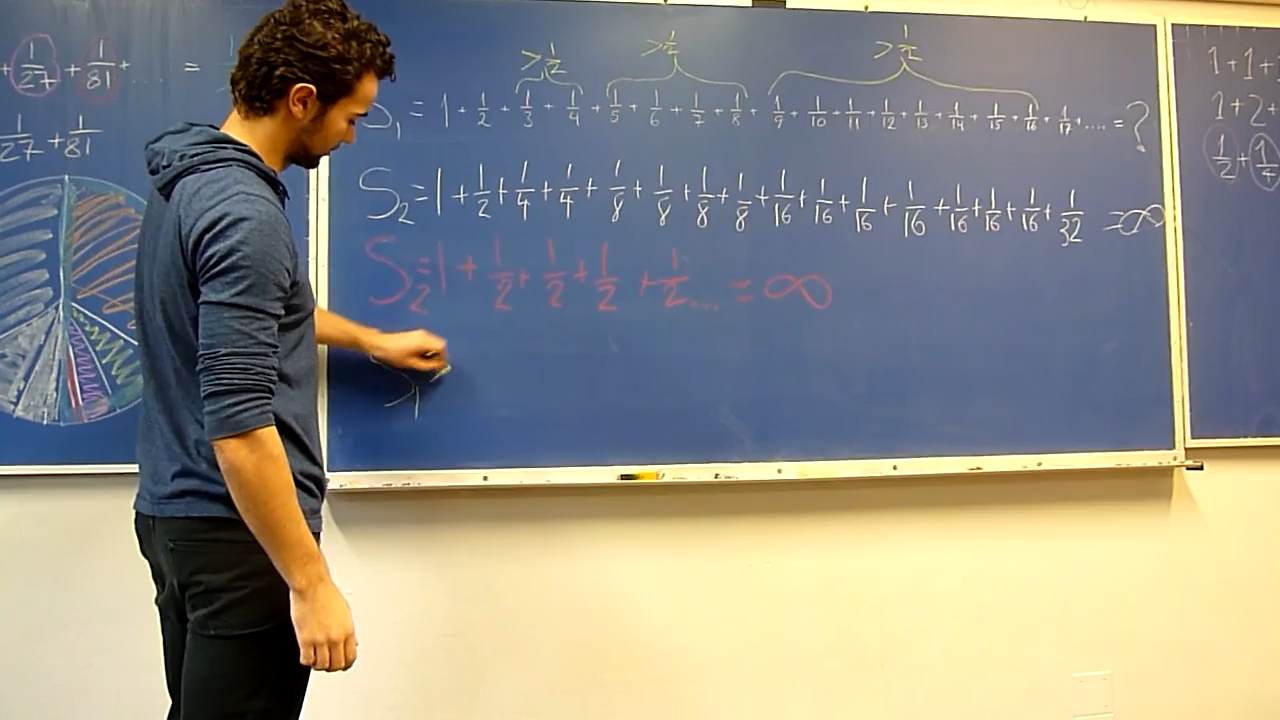 + 1/27 + 1/81 + .... =
1/27 + 1/81
>1/2 >1/2 >1/2
S₁ = 1 + 1/2 + 1/3 + 1/4 + 1/5 + 1/6 + 1/7 + 1/8 + 1/9 + 1/10 + 1/11 + 1/12 + 1/13 + 1/14 + 1/15 + 1/16 + 1/17 + .... = ?
S₂ = 1 + 1/2 + 1/4 + 1/4 + 1/8 + 1/8 + 1/8 + 1/8 + 1/16 + 1/16 + 1/16 + 1/16 + 1/16 + 1/16 + 1/16 + 1/32 = ∞
S₂ = 1 + 1/2 + 1/2 + 1/2 + 1/2 ... = ∞
1 + 1 +
1 + 2 +
1/2 + 1/4